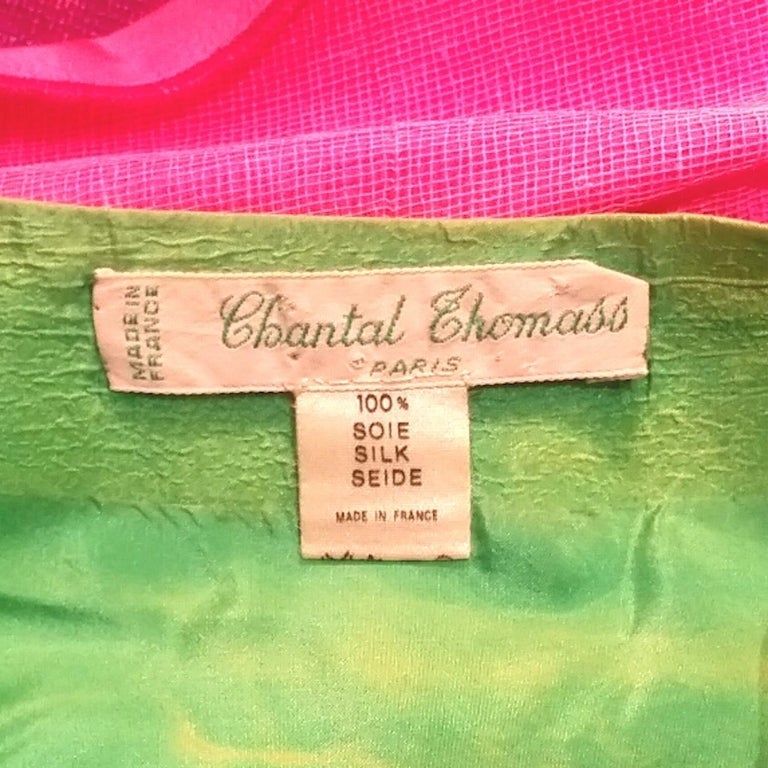 MADE IN
FRANCE
Chantal Thomass
PARIS
100%
SOIE
SILK
SEIDE
MADE IN FRANCE